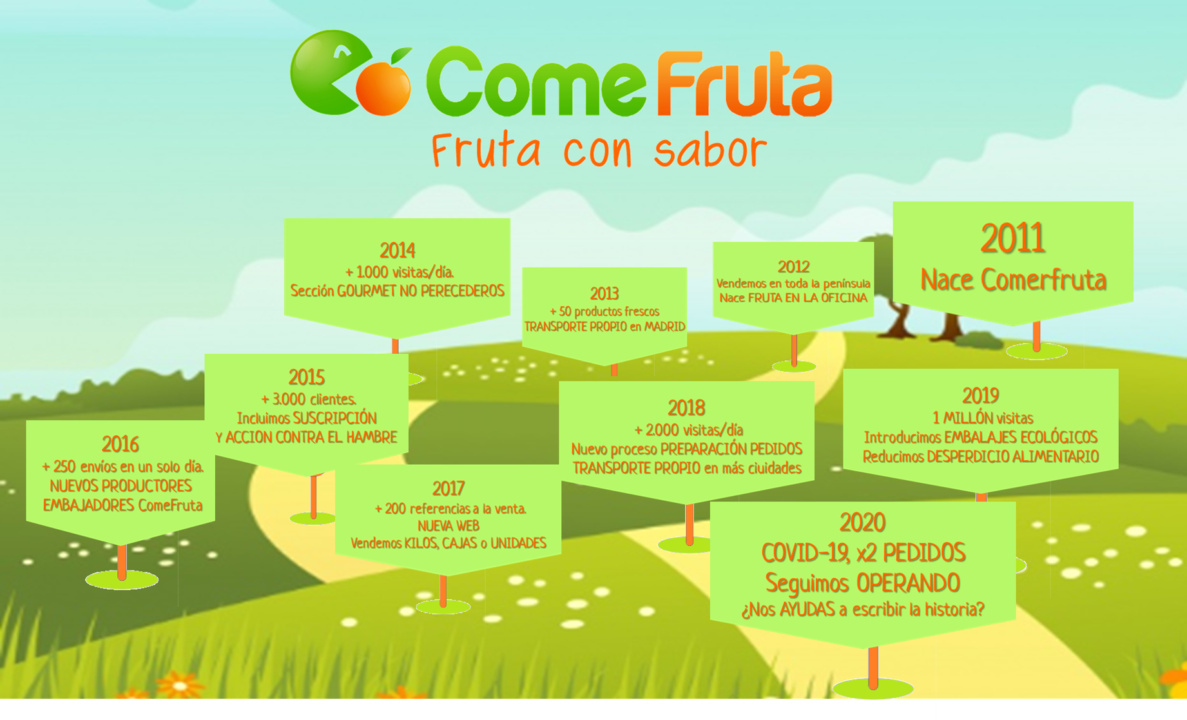 ComeFruta
Fruta con sabor
2011
Nace Comerfruta
2012
Vendemos en toda la península
Nace FRUTA EN LA OFICINA
2013
+ 50 productos frescos
TRANSPORTE PROPIO en MADRID
2014
+ 1.000 visitas/día.
Sección GOURMET NO PERECEDEROS
2015
+ 3.000 clientes.
Incluimos SUSCRIPCIÓN
Y ACCION CONTRA EL HAMBRE
2016
+ 250 envíos en un solo día.
NUEVOS PRODUCTORES
EMBAJADORES ComeFruta
2017
+ 200 referencias a la venta.
NUEVA WEB
Vendemos KILOS, CAJAS o UNIDADES
2018
+ 2.000 visitas/día
Nuevo proceso PREPARACIÓN PEDIDOS
TRANSPORTE PROPIO en más ciuidades
2019
1 MILLÓN visitas
Introducimos EMBALAJES ECOLÓGICOS
Reducimos DESPERDICIO ALIMENTARIO
2020
COVID-19, x2 PEDIDOS
Seguimos OPERANDO
¿Nos AYUDAS a escribir la historia?